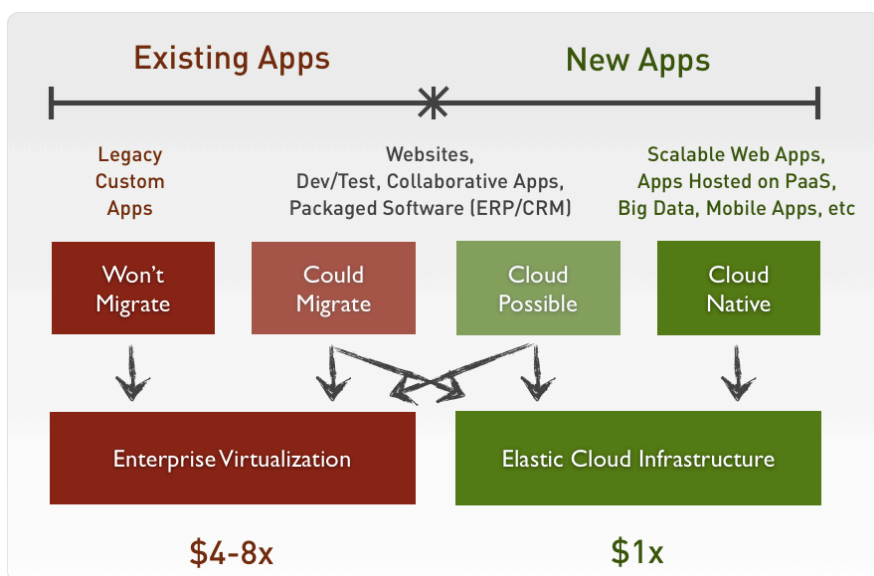 Existing Apps
New Apps
Legacy
Custom
Apps
Websites,
Dev/Test, Collaborative Apps,
Packaged Software (ERP/CRM)
Scalable Web Apps,
Apps Hosted on PaaS,
Big Data, Mobile Apps, etc
Won't
Migrate
Could
Migrate
Cloud
Possible
Cloud
Native
Enterprise Virtualization
Elastic Cloud Infrastructure
$4-8x
$1x